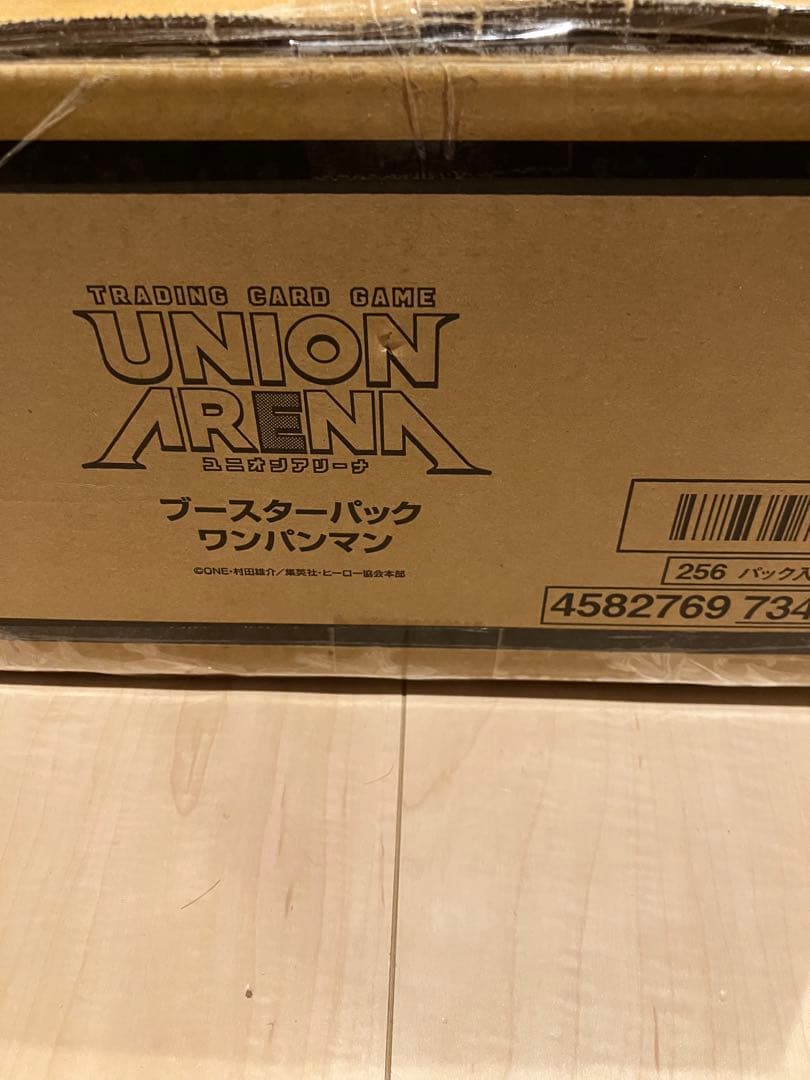 TRADING CARD GAME
UNION
ARENA
ユニオンアリーナ
ブースターパック
ワンパンマン
©ONE・村田雄介/集英社・ヒーロー協会本部
256 パック入
4582769 734